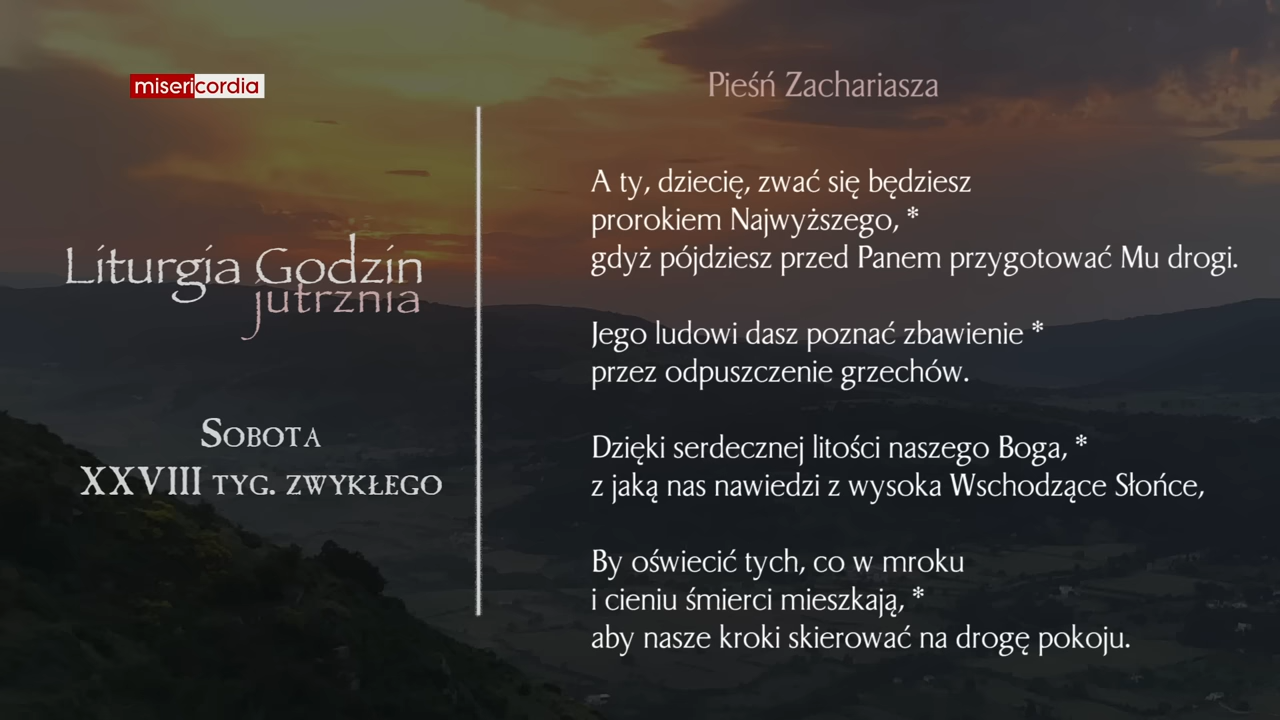 misericordia
Liturgia Godzin
jutrznia
Sobota
XXVIII tyg. zwykłego
Pieśń Zachariasza
A ty, dziecię, zwać się będziesz
prorokiem Najwyższego, *
gdyż pójdziesz przed Panem przygotować Mu drogi.
Jego ludowi dasz poznać zbawienie *
przez odpuszczenie grzechów.
Dzięki serdecznej litości naszego Boga, *
z jaką nas nawiedzi z wysoka Wschodzące Słońce,
By oświecić tych, co w mroku
i cieniu śmierci mieszkają, *
aby nasze kroki skierować na drogę pokoju.